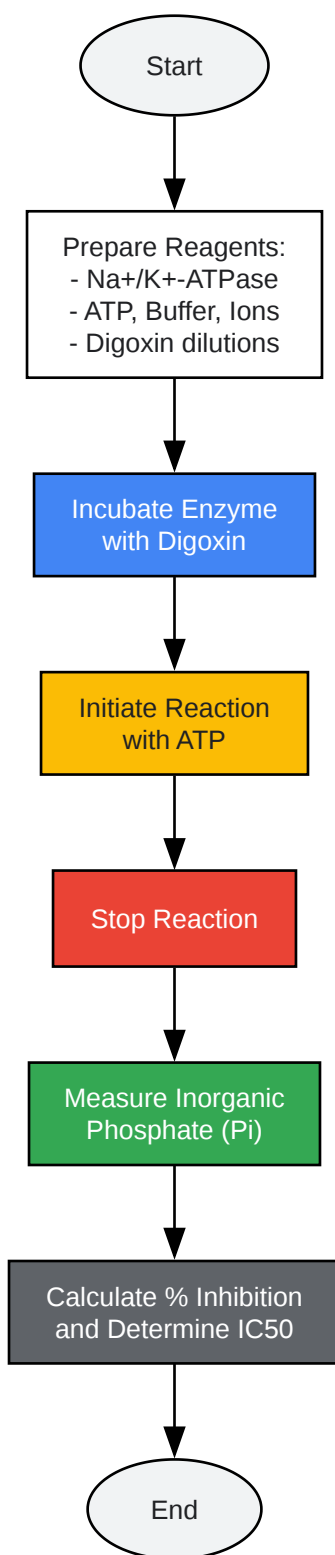 Start
Prepare Reagents:
- Na+/K+-ATPase
- ATP, Buffer, Ions
- Digoxin dilutions
Incubate Enzyme
with Digoxin
Initiate Reaction
with ATP
Stop Reaction
Measure Inorganic
Phosphate (Pi)
Calculate % Inhibition
and Determine IC50
End